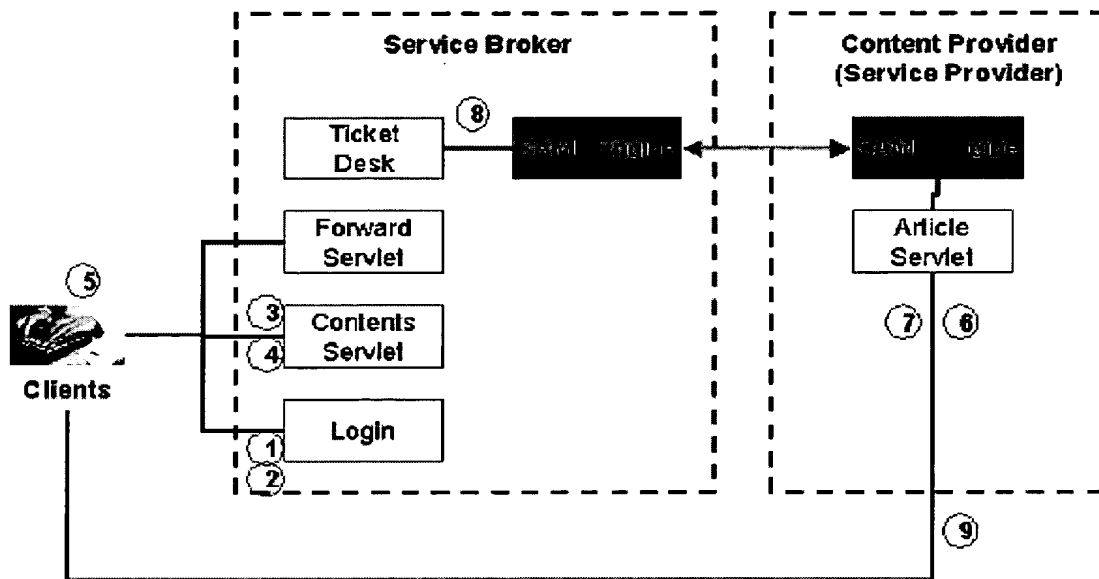 Service Broker
Content Provider
(Service Provider)
8
Ticket
Desk
Forward
Servlet
Article
Servlet
5
3
Contents
Servlet
4
7
6
Clients
Login
1
2
9